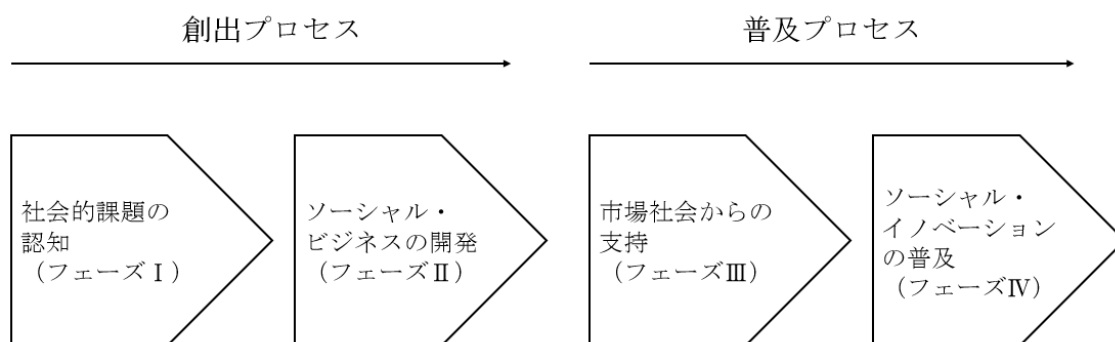 創出プロセス
普及プロセス
社会的課題の
認知
（フェーズⅠ）
ソーシャル・
ビジネスの開発
（フェーズⅡ）
市場社会からの
支持
（フェーズⅢ）
ソーシャル・
イノベーション
の普及
（フェーズⅣ）